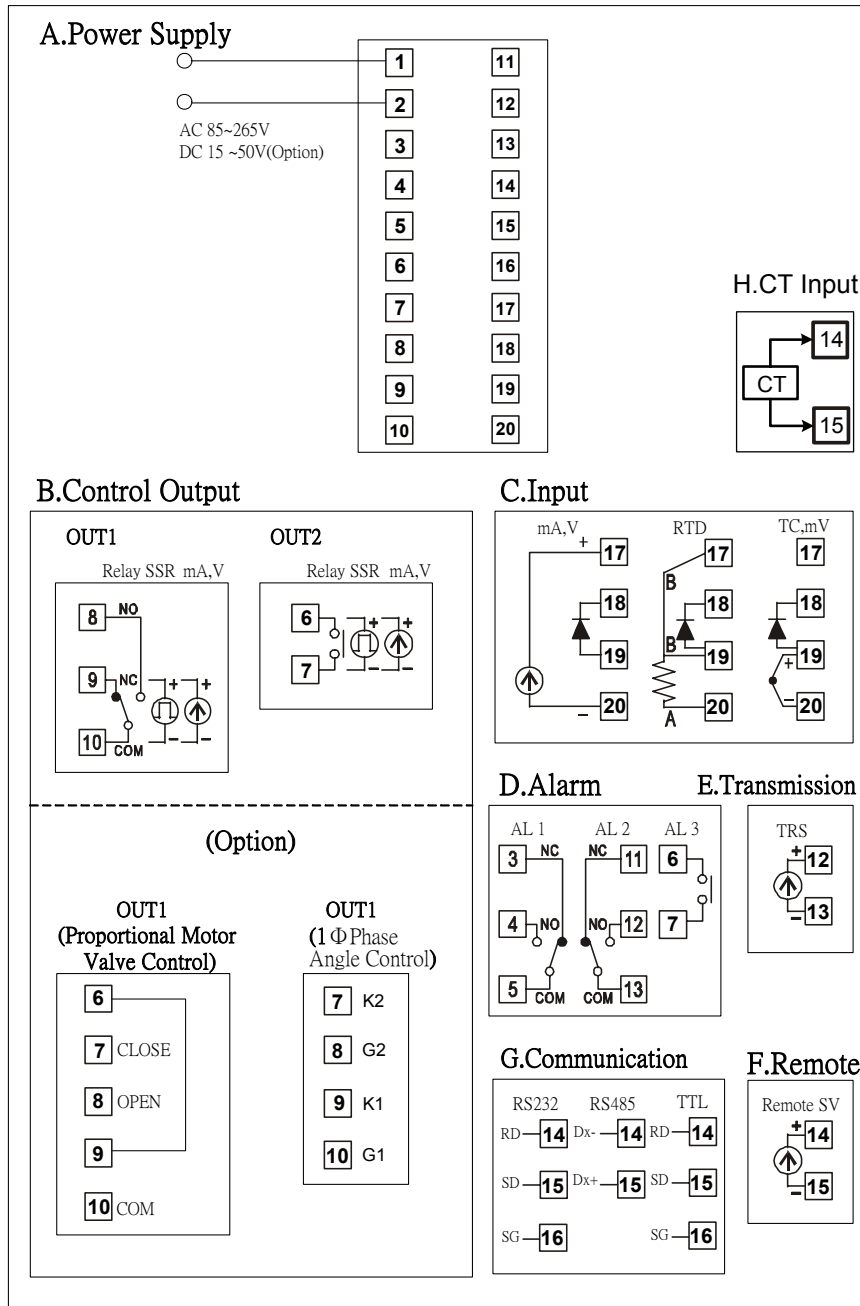 A.Power Supply
1 11
2 12
AC 85~265V
DC 15 ~50V(Option)
3 13
4 14
5 15
6 16
7 17
8 18
9 19
10 20
H.CT Input
14
CT
15
B.Control Output
OUT1 OUT2
Relay SSR mA,V
8 NO
9 NC + +
10 COM - -
Relay SSR mA,V
6 + +
7 - -
(Option)
OUT1
(Proportional Motor
Valve Control)
6
7 CLOSE
8 OPEN
9
10 COM
OUT1
(1ΦPhase
Angle Control)
7 K2
8 G2
9 K1
10 G1
C.Input
mA,V RTD TC,mV
+ 17 17 17
B
18 18 18
B
19 19 + 19
- 20 A 20 - 20
D.Alarm
AL 1 AL 2 AL 3
3 NC NC 11 6
4 NO NO 12 7
5 COM COM 13
E.Transmission
TRS
+ 12
- 13
G.Communication
RS232 RS485 TTL
RD 14 Dx- 14 RD 14
SD 15 Dx+ 15 SD 15
SG 16 SG 16
F.Remote
Remote SV
+ 14
- 15